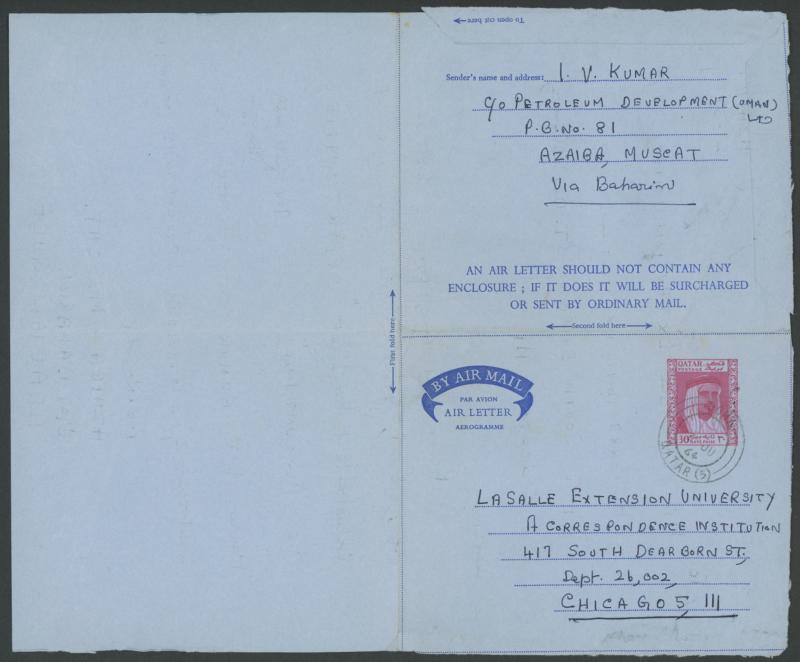 To open cut here
Sender's name and address: I. V. KUMAR
c/o PETROLEUM DEVELOPMENT (OMAN)
LTD
P.B. No. 81
AZAIBA, MUSCAT
Via Baharin
AN AIR LETTER SHOULD NOT CONTAIN ANY
ENCLOSURE ; IF IT DOES IT WILL BE SURCHARGED
OR SENT BY ORDINARY MAIL.
Second fold here
First fold here
BY AIR MAIL
PAR AVION
AIR LETTER
AEROGRAMME
QATAR
POSTAGE
30
QATAR (5)
LASALLE EXTENSION UNIVERSITY
A CORRESPONDENCE INSTITUTION
417 SOUTH DEARBORN ST.,
Dept. 26,002,
CHICAGO 5, Ill